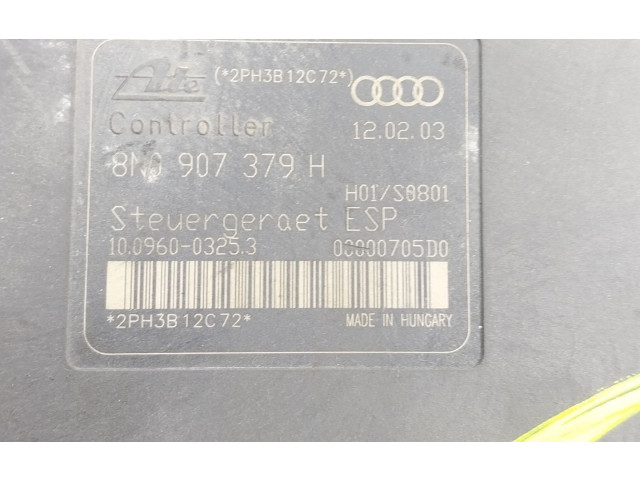 Ate (*2PH3B12C72*)
Controller 12.02.03
8N0 907 379 H
H01/S0801
Steuergeraet ESP
10.0960-0325.3 00000705D0
*2PH3B12C72* MADE IN HUNGARY